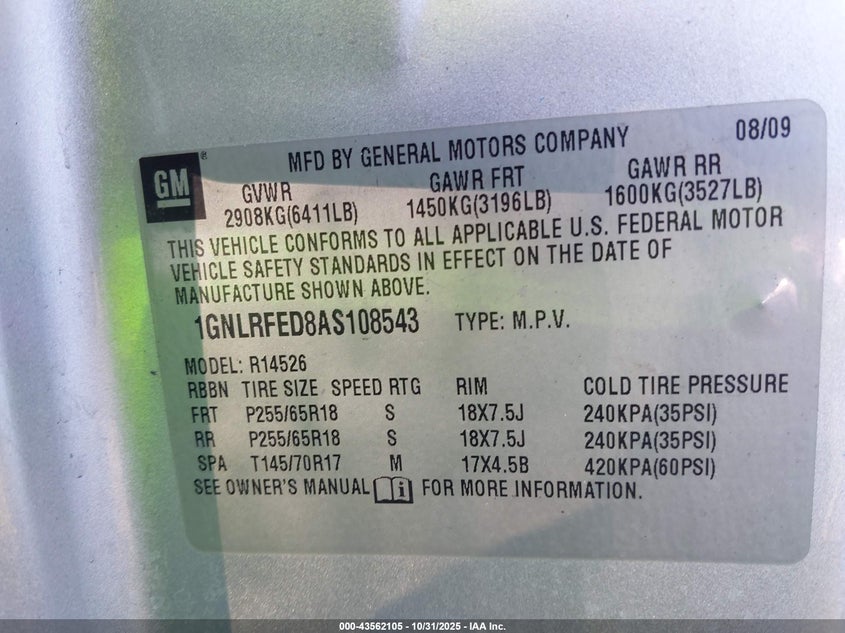 GM
®
MFD BY GENERAL MOTORS COMPANY 08/09
GVWR GAWR FRT GAWR RR
2908KG(6411LB) 1450KG(3196LB) 1600KG(3527LB)
THIS VEHICLE CONFORMS TO ALL APPLICABLE U.S. FEDERAL MOTOR
VEHICLE SAFETY STANDARDS IN EFFECT ON THE DATE OF
MANUFACTURE SHOWN ABOVE.
1GNLRFED8AS108543 TYPE: M.P.V.
MODEL: R14526
RBBN TIRE SIZE SPEED RTG RIM COLD TIRE PRESSURE
FRT P255/65R18 S 18X7.5J 240KPA(35PSI)
RR P255/65R18 S 18X7.5J 240KPA(35PSI)
SPA T145/70R17 M 17X4.5B 420KPA(60PSI)
SEE OWNER'S MANUAL i FOR MORE INFORMATION.
000-43562105 - 10/31/2025 - IAA Inc.